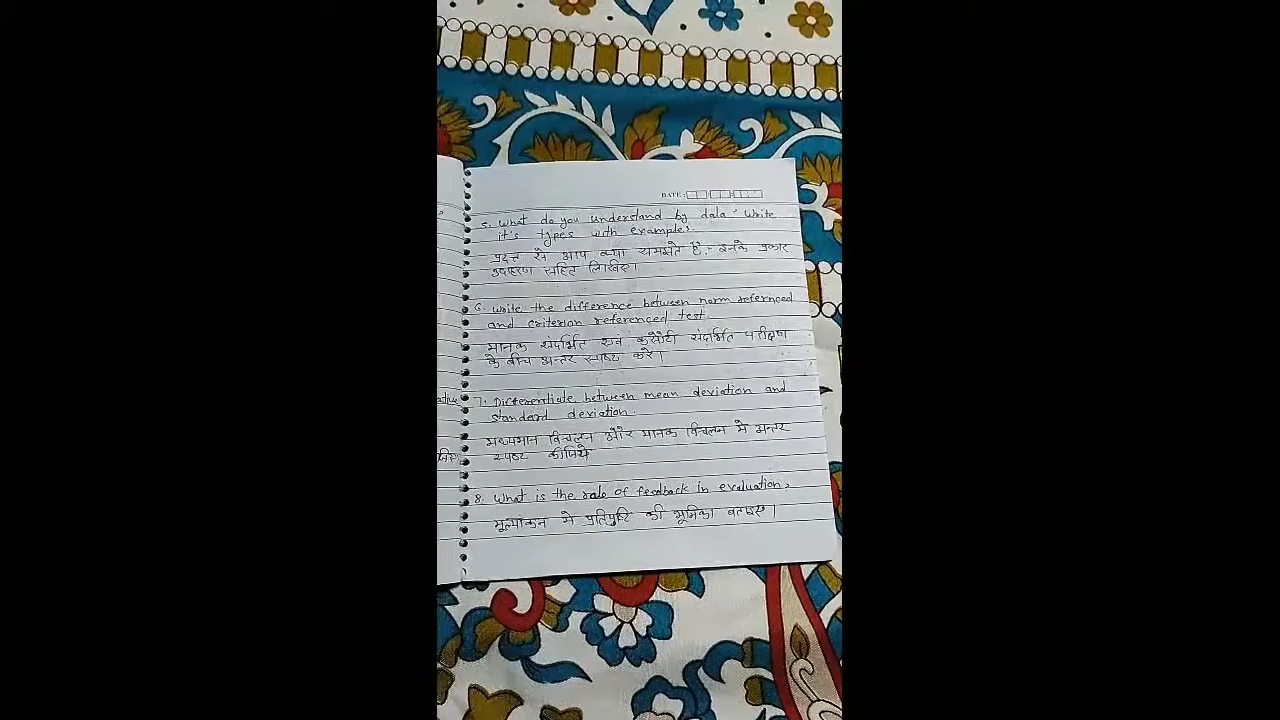 DATE:
5. What do you understand by data? Write
it's types with example.
प्रदत्त से आप क्या समझते है?- इनके प्रकार
उदाहरण सहित लिखिए।
6. Write the difference between norm refernced
and criterion referenced test.
मानक संदर्भित एवं कसौटी संदर्भित परीक्षण
के बीच अन्तर स्पष्ट करे।
7. Differentiate between mean deviation and
standard deviation.
मध्यमान विचलन और मानक विचलन मे अन्तर
स्पष्ट कीजिये
8. What is the role of feedback in evaluation,
मूल्यांकन मे प्रतिपुष्टि की भूमिका बताइए।